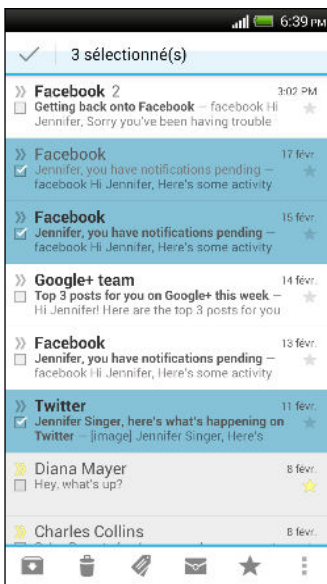 6:39 PM
3 sélectionné(s)
Facebook 2 3:02 PM
Getting back onto Facebook – facebook Hi
Jennifer, Sorry you've been having trouble
Facebook 17 févr.
Jennifer, you have notifications pending –
facebook Hi Jennifer, Here's some activity
Facebook 15 févr.
Jennifer, you have notifications pending –
facebook Hi Jennifer, Here's some activity
Google+ team 14 févr.
Top 3 posts for you on Google+ this week –
Hi Jennifer! Here are the top 3 posts for you
Facebook 13 févr.
Jennifer, you have notifications pending –
facebook Hi Jennifer, Here's some activity
Twitter 11 févr.
Jennifer Singer, here's what's happening on
Twitter – [image] Jennifer Singer, Here's
Diana Mayer 8 févr.
Hey, what's up?
Charles Collins 8 févr.